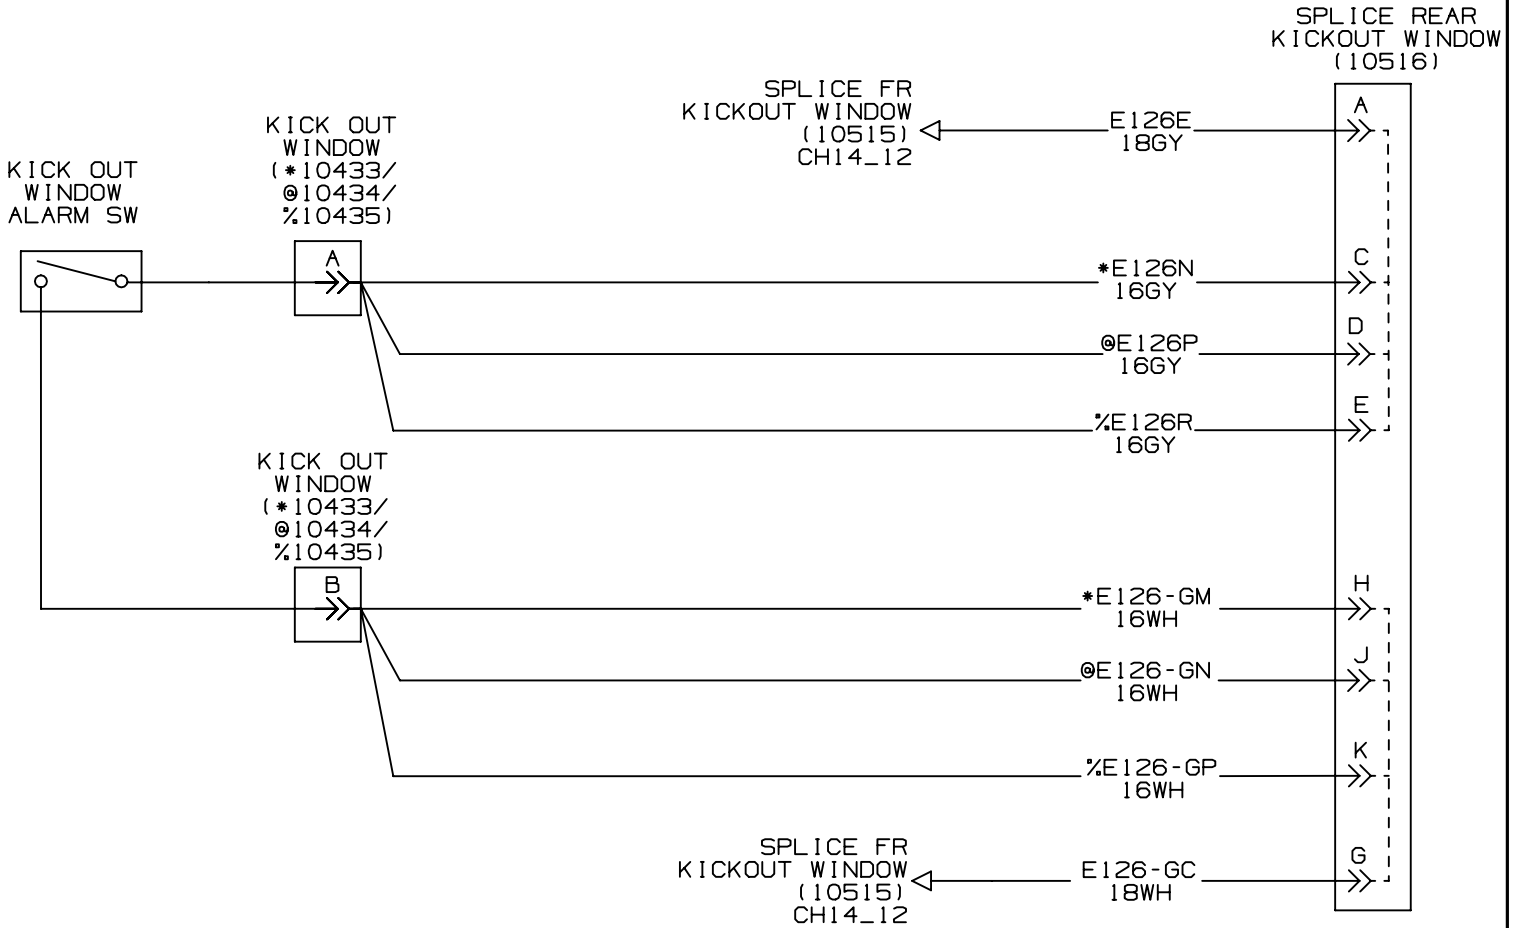 SPLICE REAR
KICKOUT WINDOW
(10516)
SPLICE FR
KICKOUT WINDOW
(10515)
CH14_12
E126E
18GY
A
KICK OUT
WINDOW
(*10433/
@10434/
%10435)
KICK OUT
WINDOW
ALARM SW
A
*E126N
16GY
C
@E126P
16GY
D
%E126R
16GY
E
KICK OUT
WINDOW
(*10433/
@10434/
%10435)
B
*E126-GM
16WH
H
@E126-GN
16WH
J
%E126-GP
16WH
K
SPLICE FR
KICKOUT WINDOW
(10515)
CH14_12
E126-GC
18WH
G